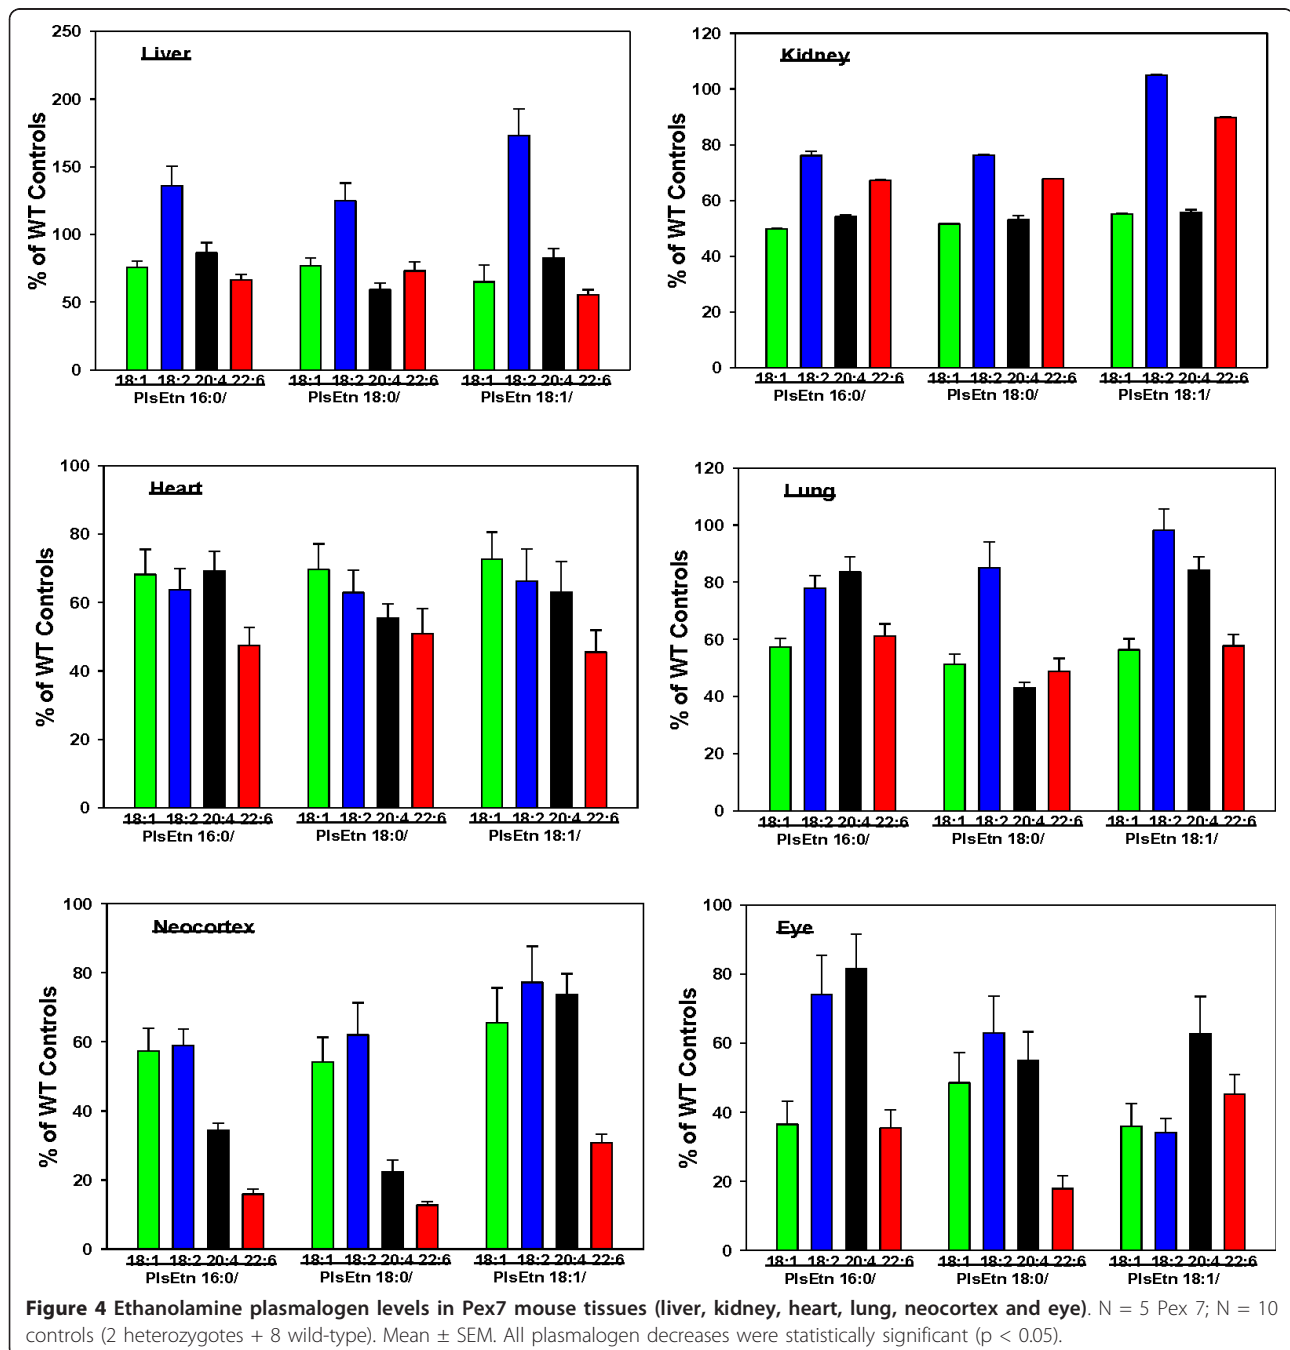 Liver
% of WT Controls
250
200
150
100
50
0
18:1 18:2 20:4 22:6 18:1 18:2 20:4 22:6 18:1 18:2 20:4 22:6
PlsEtn 16:0/ PlsEtn 18:0/ PlsEtn 18:1/
Kidney
% of WT Controls
120
100
80
60
40
20
0
18:1 18:2 20:4 22:6 18:1 18:2 20:4 22:6 18:1 18:2 20:4 22:6
PlsEtn 16:0/ PlsEtn 18:0/ PlsEtn 18:1/
Heart
% of WT Controls
100
80
60
40
20
0
18:1 18:2 20:4 22:6 18:1 18:2 20:4 22:6 18:1 18:2 20:4 22:6
PlsEtn 16:0/ PlsEtn 18:0/ PlsEtn 18:1/
Lung
% of WT Controls
120
100
80
60
40
20
0
18:1 18:2 20:4 22:6 18:1 18:2 20:4 22:6 18:1 18:2 20:4 22:6
PlsEtn 16:0/ PlsEtn 18:0/ PlsEtn 18:1/
Neocortex
% of WT Controls
100
80
60
40
20
0
18:1 18:2 20:4 22:6 18:1 18:2 20:4 22:6 18:1 18:2 20:4 22:6
PlsEtn 16:0/ PlsEtn 18:0/ PlsEtn 18:1/
Eye
% of WT Controls
100
80
60
40
20
0
18:1 18:2 20:4 22:6 18:1 18:2 20:4 22:6 18:1 18:2 20:4 22:6
PlsEtn 16:0/ PlsEtn 18:0/ PlsEtn 18:1/
Figure 4 Ethanolamine plasmalogen levels in Pex7 mouse tissues (liver, kidney, heart, lung, neocortex and eye). N = 5 Pex 7; N = 10
controls (2 heterozygotes + 8 wild-type). Mean ± SEM. All plasmalogen decreases were statistically significant (p < 0.05).